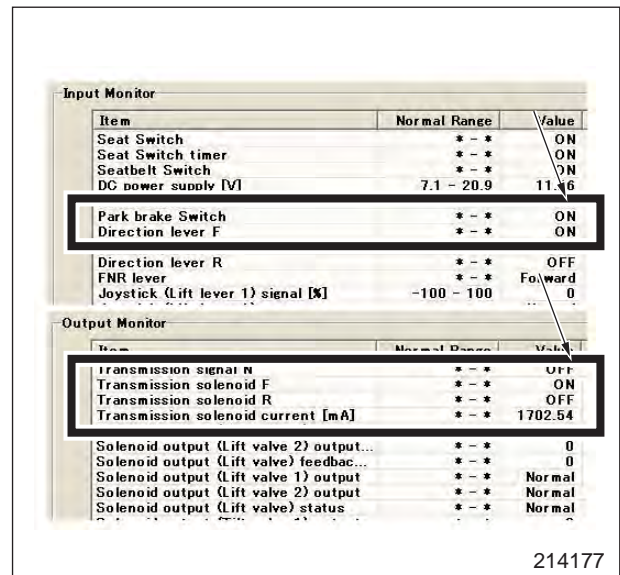 Input Monitor
Item Normal Range Value
Seat Switch * - * ON
Seat Switch timer * - * ON
Seatbelt Switch * - * ON
DC power supply [V] 7.1 - 20.9 11.
Park brake Switch * - * ON
Direction lever F * - * ON
Direction lever R * - * OFF
FNR lever * - * Forward
Joystick (Lift lever 1) signal [%] -100 - 100 0
Output Monitor
Item Normal Range Value
Transmission signal N * - * OFF
Transmission solenoid F * - * ON
Transmission solenoid R * - * OFF
Transmission solenoid current [mA] * - * 1702.54
Solenoid output (Lift valve 2) output... * - * 0
Solenoid output (Lift valve) feedbac... * - * 0
Solenoid output (Lift valve 1) output * - * Normal
Solenoid output (Lift valve 2) output * - * Normal
Solenoid output (Lift valve) status * - * Normal
214177